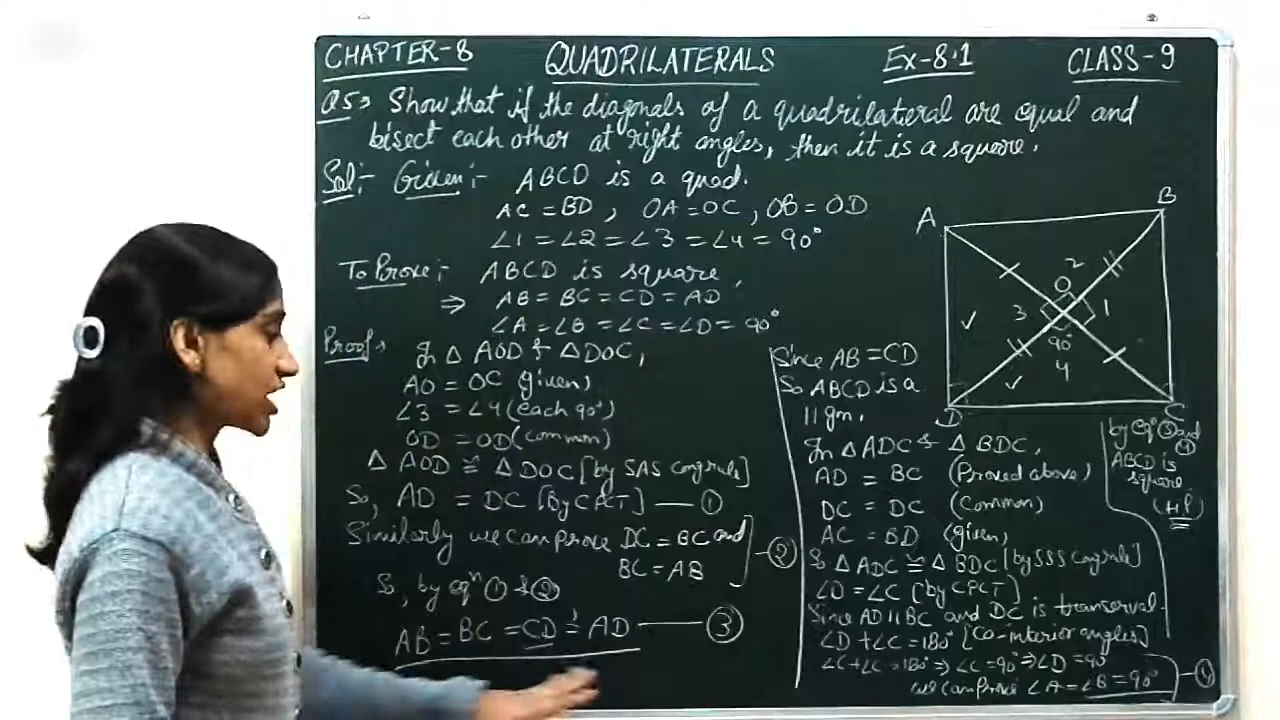 CHAPTER-8 QUADRILATERALS Ex-8.1 CLASS-9
Q5→ Show that if the diagonals of a quadrilateral are equal and
bisect each other at right angles, then it is a square.
Sol:- Given:- ABCD is a quad.
AC = BD, OA = OC, OB = OD
∠1 = ∠2 = ∠3 = ∠4 = 90°
To Prove:- ABCD is square.
⇒ AB = BC = CD = AD
∠A = ∠B = ∠C = ∠D = 90°
Proof→ In △ AOD & △DOC,
AO = OC (given)
∠3 = ∠4 (each 90°)
OD = OD (common)
△ AOD ≅ △ DOC [by SAS cong rule]
So, AD = DC [By CPCT] — ①
Similarly we can prove DC = BC and
BC = AB — ②
So, by eqⁿ ① & ②
AB = BC = CD = AD — ③
Since AB = CD
So ABCD is a
||gm.
In △ ADC & △ BDC,
AD = BC (Proved above)
DC = DC (Common)
AC = BD (given)
So △ ADC ≅ △ BDC [by SSS cong rule]
∠D = ∠C [by CPCT]
Since AD || BC and DC is transerval
∠D + ∠C = 180° [Co-interior angles]
∠C + ∠C = 180° ⇒ ∠C = 90° ⇒ ∠D = 90°
we can prove ∠A = ∠B = 90° — ④
A
B
2
O
3
1
90°
4
D
C
by eqⁿ ③ and
④
ABCD is
square
(HP)